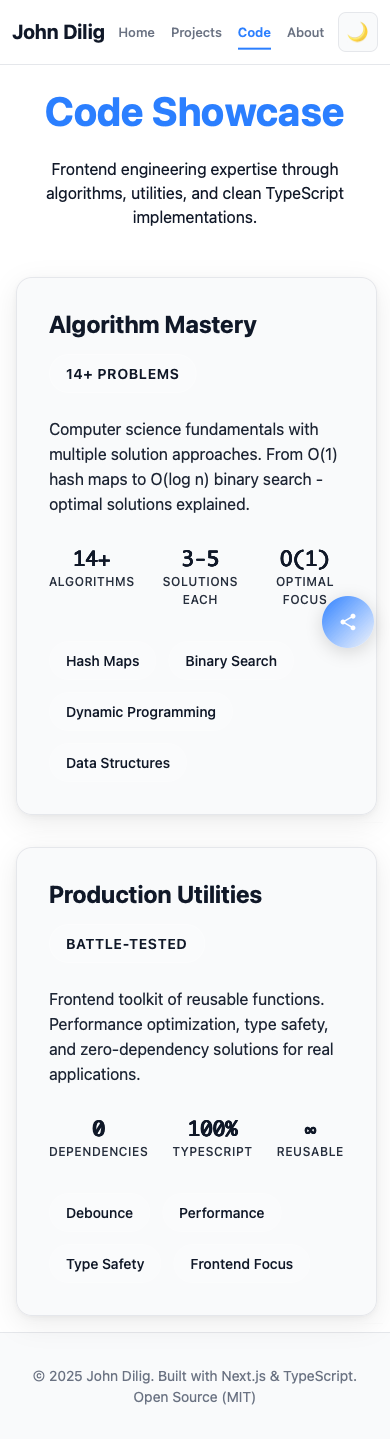 John Dilig Home Projects Code About
Code Showcase
Frontend engineering expertise through
algorithms, utilities, and clean TypeScript
implementations.
Algorithm Mastery
14+ PROBLEMS
Computer science fundamentals with
multiple solution approaches. From O(1)
hash maps to O(log n) binary search -
optimal solutions explained.
14+ 3-5 O(1)
ALGORITHMS SOLUTIONS EACH OPTIMAL FOCUS
Hash Maps Binary Search
Dynamic Programming
Data Structures
Production Utilities
BATTLE-TESTED
Frontend toolkit of reusable functions.
Performance optimization, type safety,
and zero-dependency solutions for real
applications.
0 100% ∞
DEPENDENCIES TYPESCRIPT REUSABLE
Debounce Performance
Type Safety Frontend Focus
© 2025 John Dilig. Built with Next.js & TypeScript.
Open Source (MIT)